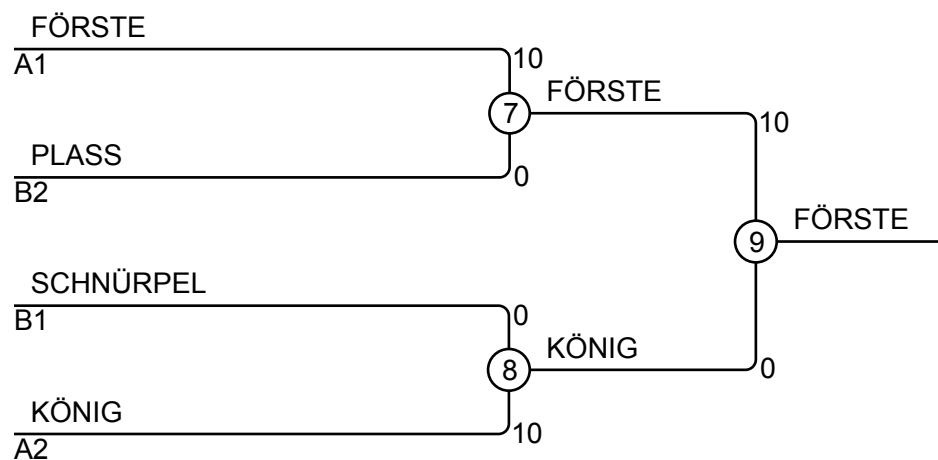 FÖRSTE
A1
10
7
FÖRSTE
PLASS
B2
0
10
9
FÖRSTE
SCHNÜRPEL
B1
0
8
KÖNIG
0
KÖNIG
A2
10